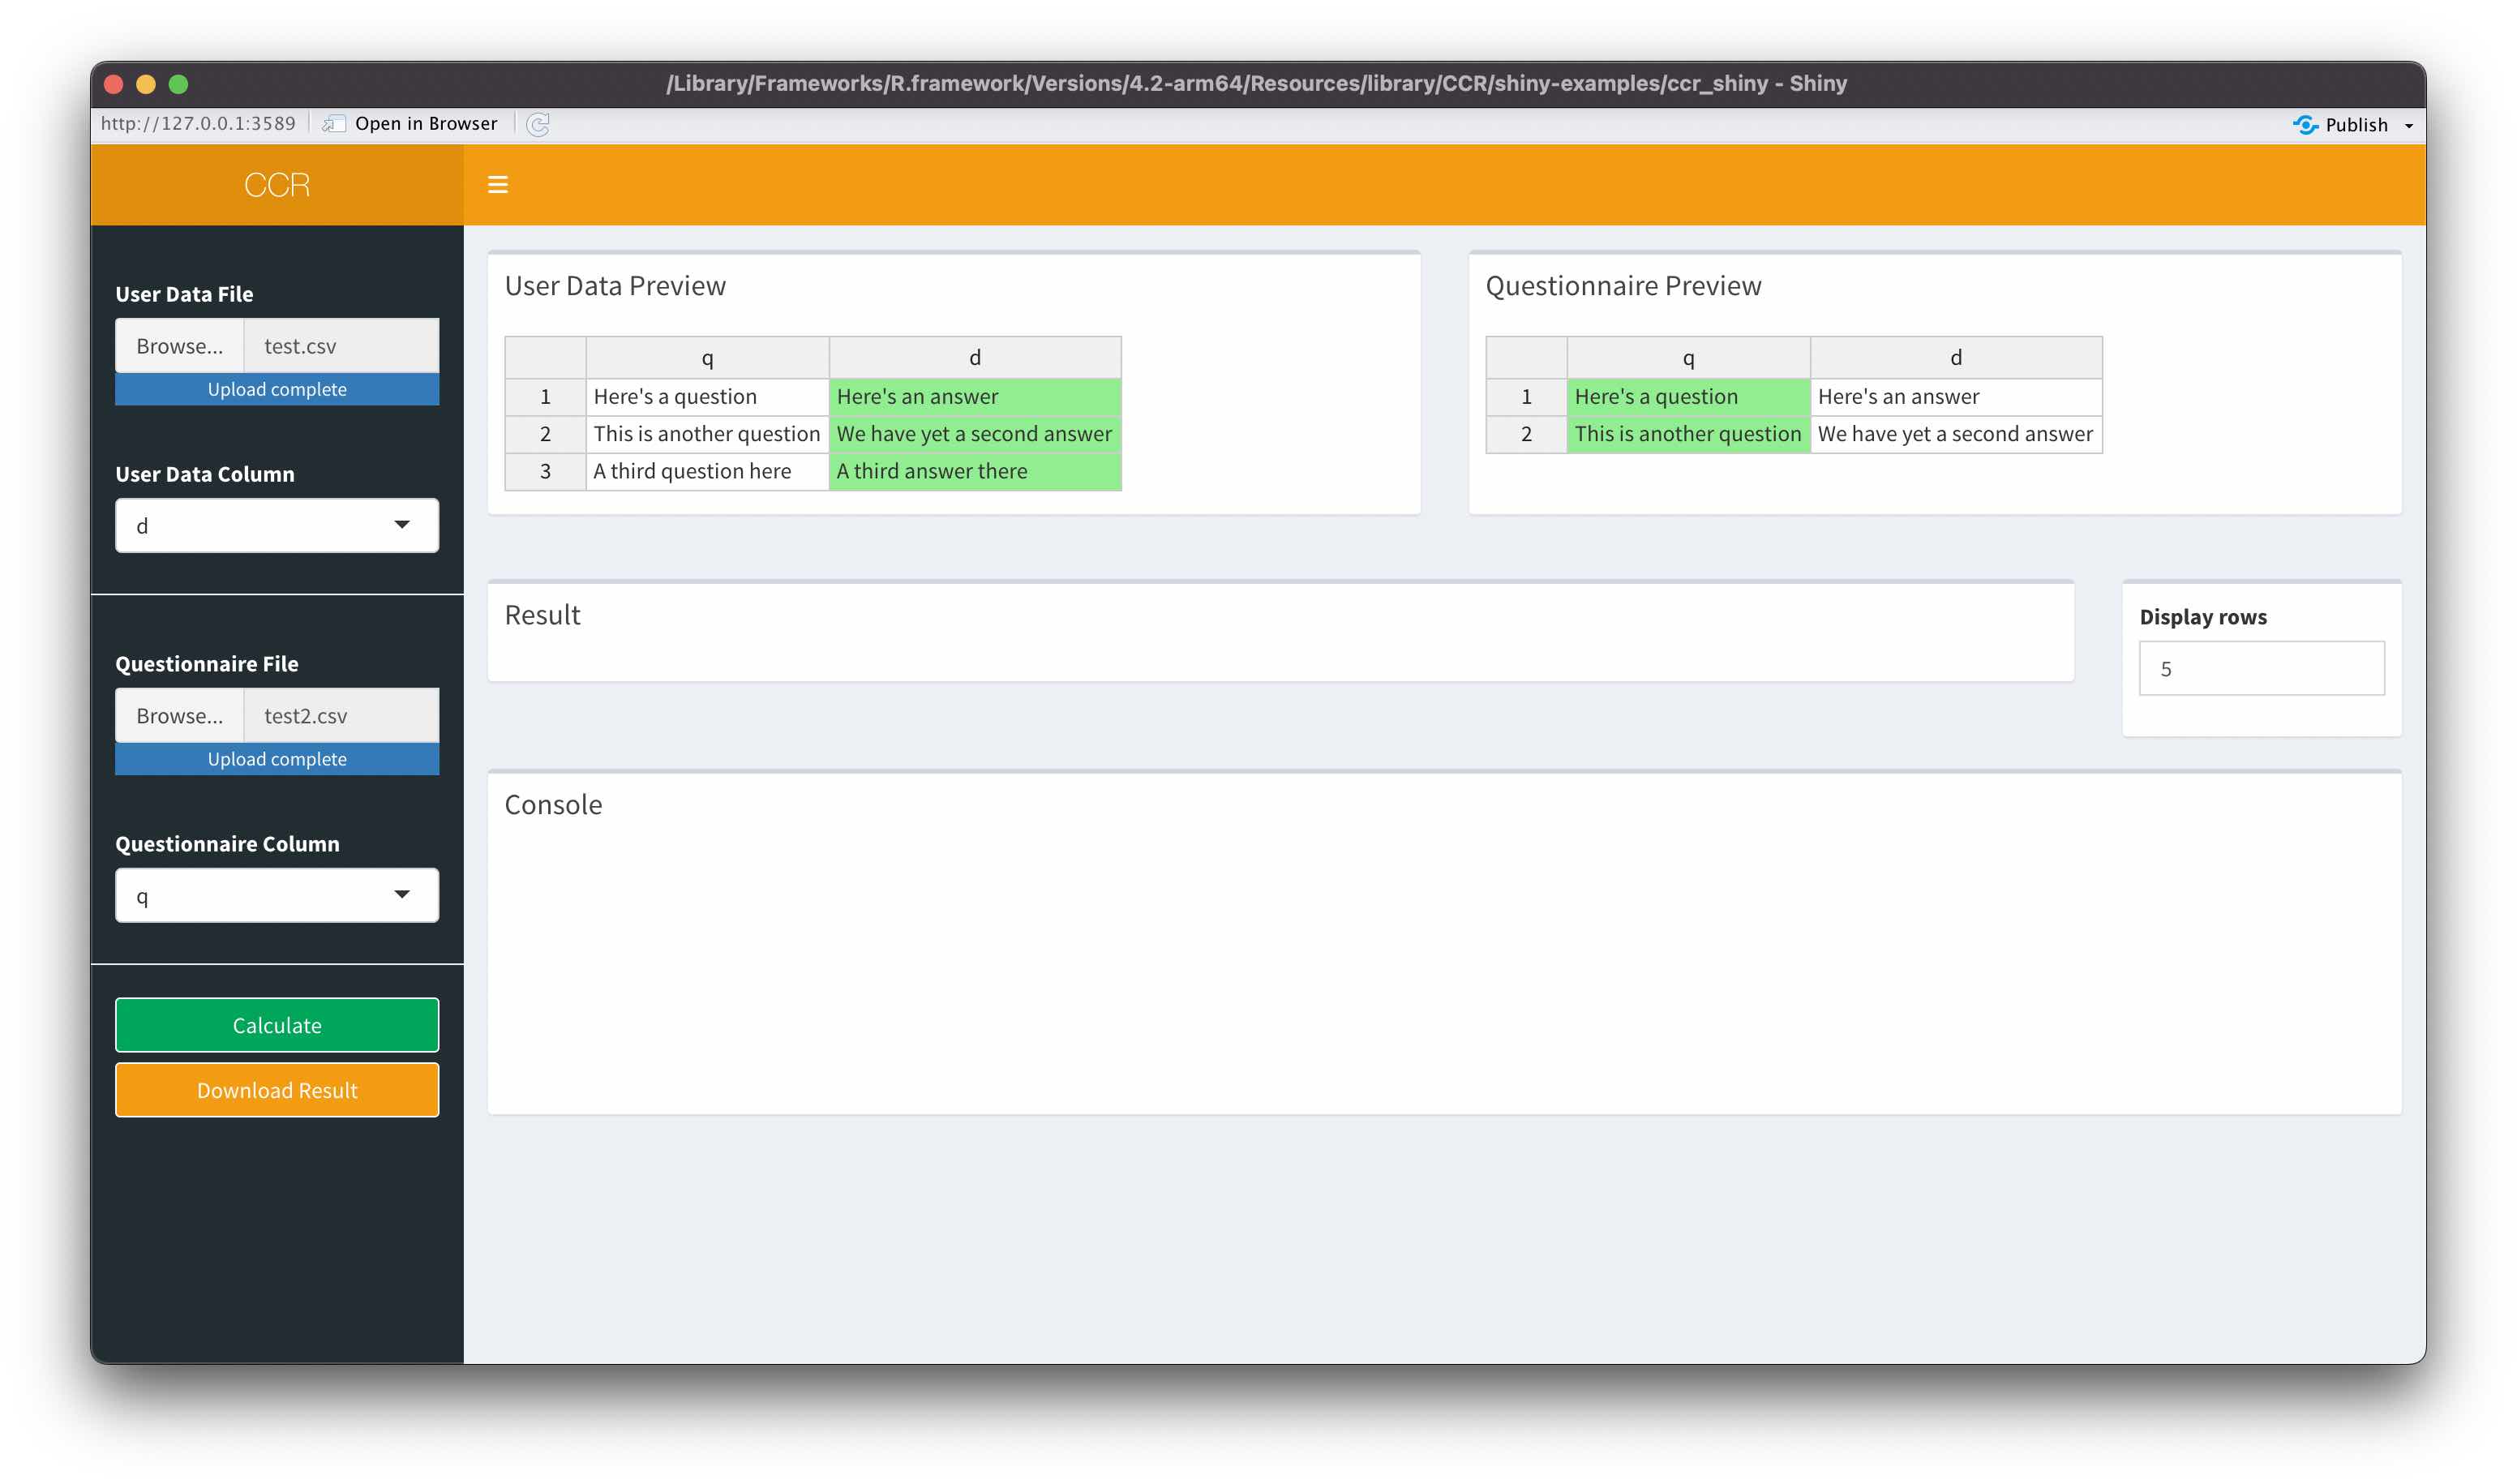 /Library/Frameworks/R.framework/Versions/4.2-arm64/Resources/library/CCR/shiny-examples/ccr_shiny - Shiny
http://127.0.0.1:3589 Open in Browser Publish
CCR
User Data File
Browse... test.csv
Upload complete
User Data Column
d
Questionnaire File
Browse... test2.csv
Upload complete
Questionnaire Column
q
Calculate
Download Result
User Data Preview
q d
1 Here's a question Here's an answer
2 This is another question We have yet a second answer
3 A third question here A third answer there
Questionnaire Preview
q d
1 Here's a question Here's an answer
2 This is another question We have yet a second answer
Result
Display rows
5
Console